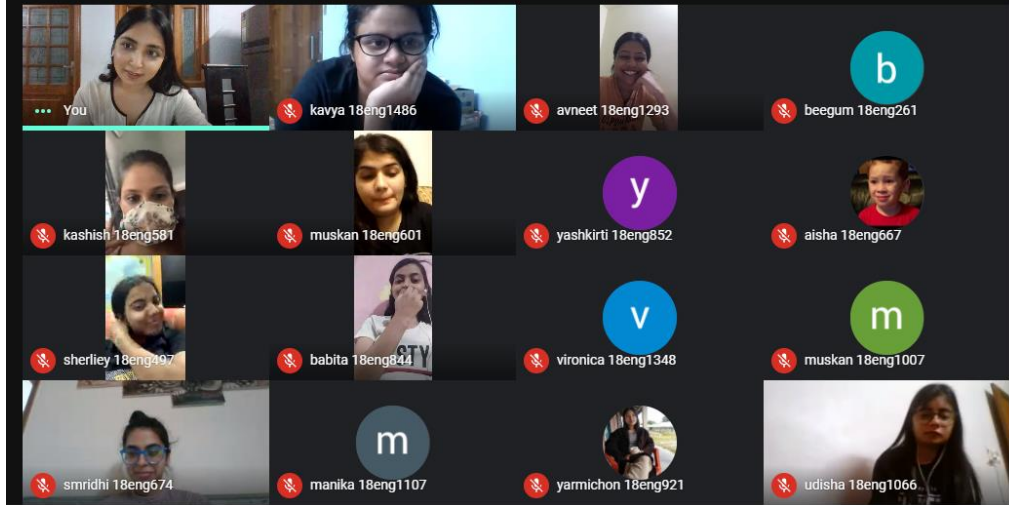 You
kavya 18eng1486
avneet 18eng1293
b
beegum 18eng261
kashish 18eng581
muskan 18eng601
y
yashkirti 18eng852
aisha 18eng667
sherliey 18eng497
STY
babita 18eng844
v
vironica 18eng1348
m
muskan 18eng1007
smridhi 18eng674
m
manika 18eng1107
yarmichon 18eng921
udisha 18eng1066